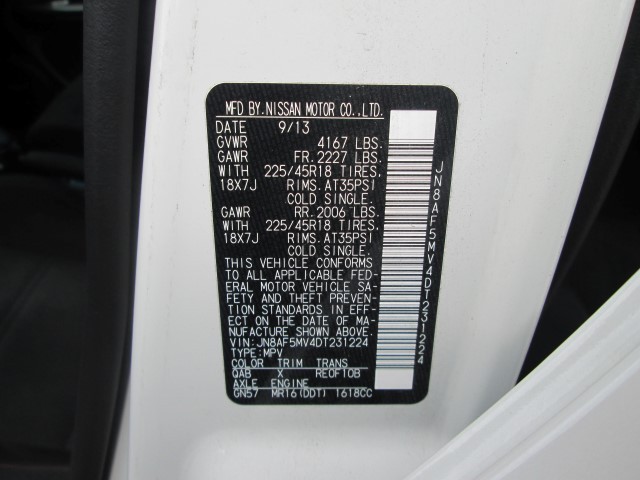 MFD BY.NISSAN MOTOR CO.,LTD.
DATE 9/13
GVWR 4167 LBS.
GAWR FR. 2227 LBS.
WITH 225/45R18 TIRES,
18X7J RIMS. AT35PSI
COLD SINGLE.
GAWR RR. 2006 LBS.
WITH 225/45R18 TIRES,
18X7J RIMS. AT35PSI
COLD SINGLE.
THIS VEHICLE CONFORMS
TO ALL APPLICABLE FED-
ERAL MOTOR VEHICLE SA-
FETY AND THEFT PREVEN-
TION STANDARDS IN EFF-
ECT ON THE DATE OF MA-
NUFACTURE SHOWN ABOVE.
VIN: JN8AF5MV4DT231224
TYPE: MPV
COLOR TRIM TRANS
QAB X RE0F10B
AXLE ENGINE
GN57 MR16(DDT) 1618CC
JN8AF5MV4DT231224